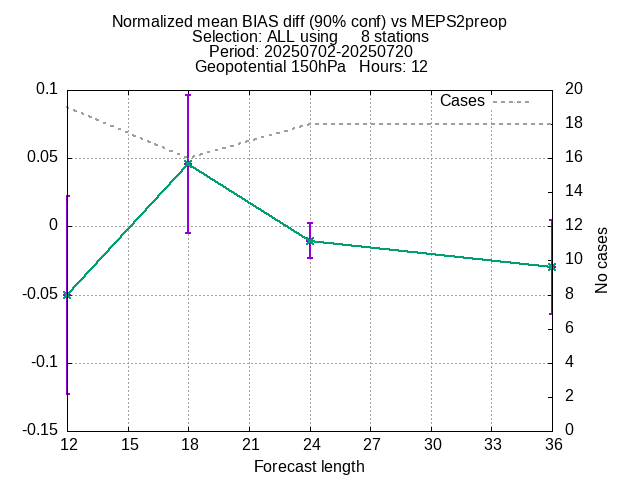 Normalized mean BIAS diff (90% conf) vs MEPS2preop
Selection: ALL using     8 stations
Period: 20250702-20250720
Geopotential 150hPa   Hours: 12
0.1
0.05
0
-0.05
-0.1
-0.15
Cases
20
18
16
14
12
10
8
6
4
2
0
No cases
12 15 18 21 24 27 30 33 36
Forecast length